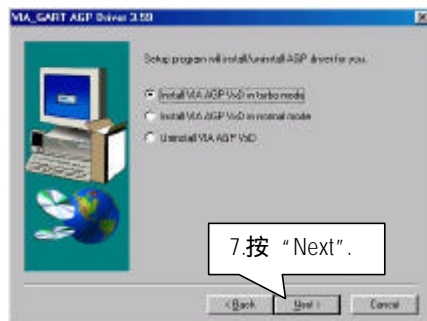 VIA_GART AGP Driver 3.59
Setup program will install/uninstall AGP driver for you.
Install VIA AGP VxD in turbo mode
Install VIA AGP VxD in normal mode
Uninstall VIA AGP VxD
7.按 “Next”.
< Back
Next >
Cancel